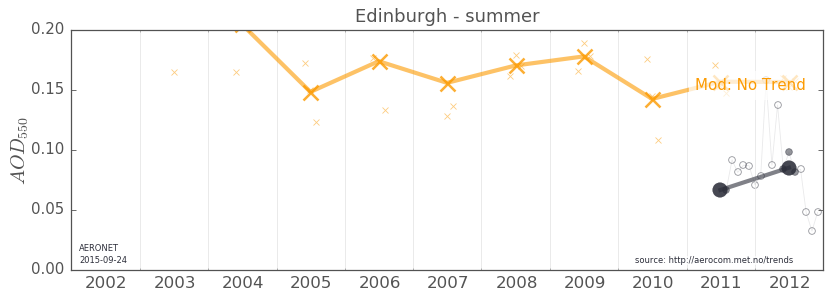 Edinburgh - summer
0.20
0.15
0.10
0.05
0.00
AOD550
Mod: No Trend
AERONET
2015-09-24
source: http://aerocom.met.no/trends
2002 2003 2004 2005 2006 2007 2008 2009 2010 2011 2012